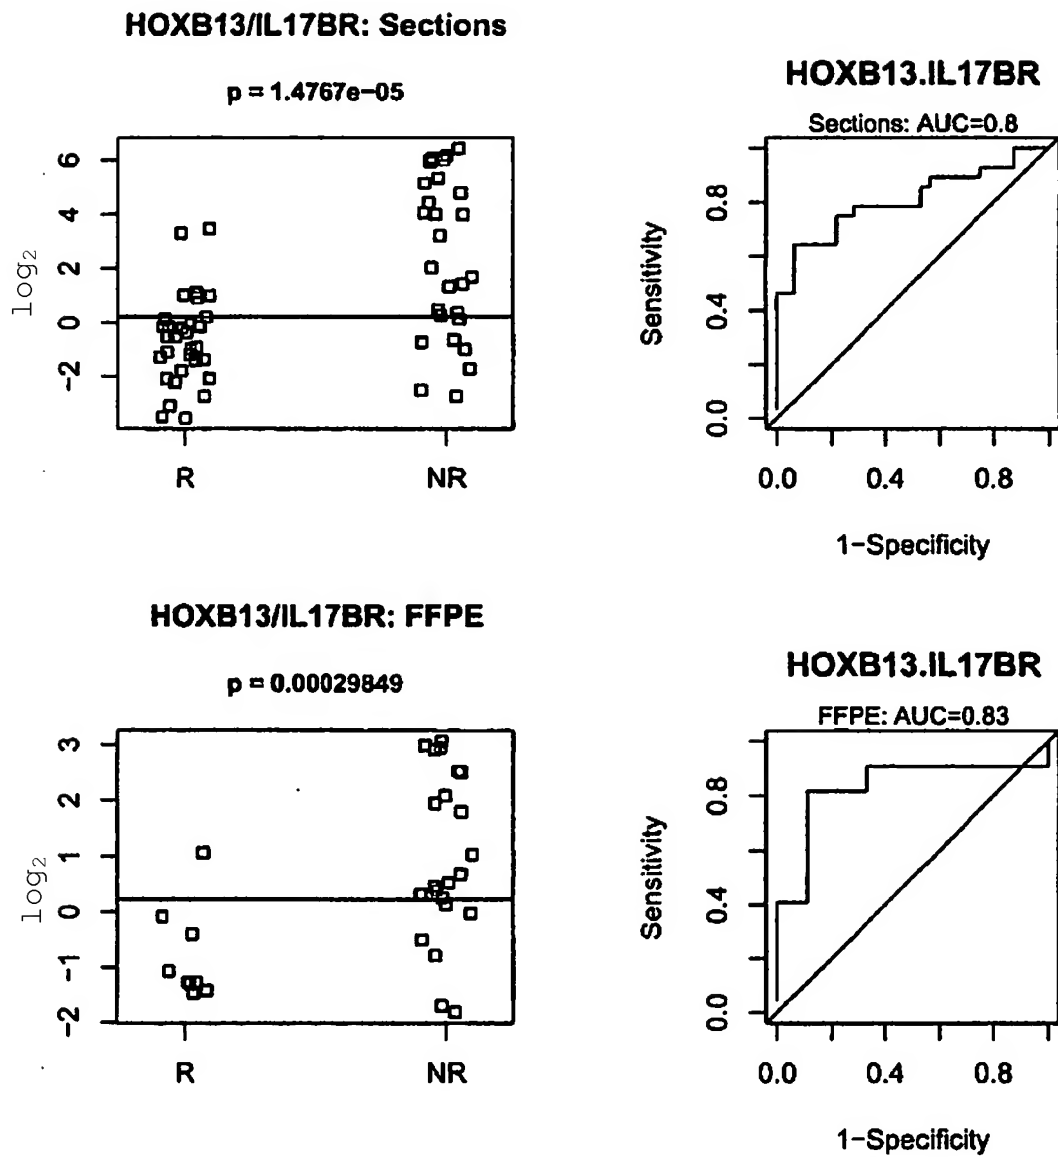 HOXB13/IL17BR: Sections
p = 1.4767e-05
log2
6
4
2
0
-2
R
NR
HOXB13.IL17BR
Sections: AUC=0.8
Sensitivity
0.8
0.4
0.0
0.0
0.4
0.8
1-Specificity
HOXB13/IL17BR: FFPE
p = 0.00029849
log2
3
2
1
0
-1
-2
R
NR
HOXB13.IL17BR
FFPE: AUC=0.83
Sensitivity
0.8
0.4
0.0
0.0
0.4
0.8
1-Specificity